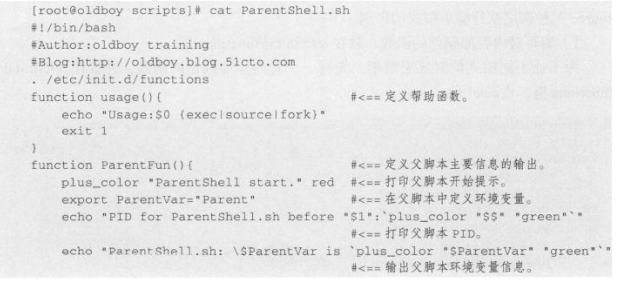 [root@oldboy scripts]# cat ParentShell.sh
#!/bin/bash
#Author:oldboy training
#Blog:http://oldboy.blog.51cto.com
. /etc/init.d/functions
function usage(){ #<== 定义帮助函数。
echo "Usage:$0 {exec|source|fork}"
exit 1
}
function ParentFun(){ #<== 定义父脚本主要信息的输出。
plus_color "ParentShell start." red #<== 打印父脚本开始提示。
export ParentVar="Parent" #<== 在父脚本中定义环境变量。
echo "PID for ParentShell.sh before "$1":`plus_color "$$" "green"`"
#<== 打印父脚本 PID。
echo "ParentShell.sh: \$ParentVar is `plus_color "$ParentVar" "green"`"
#<== 输出父脚本环境变量信息。